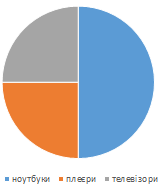 ноутбуки плеєри телевізори